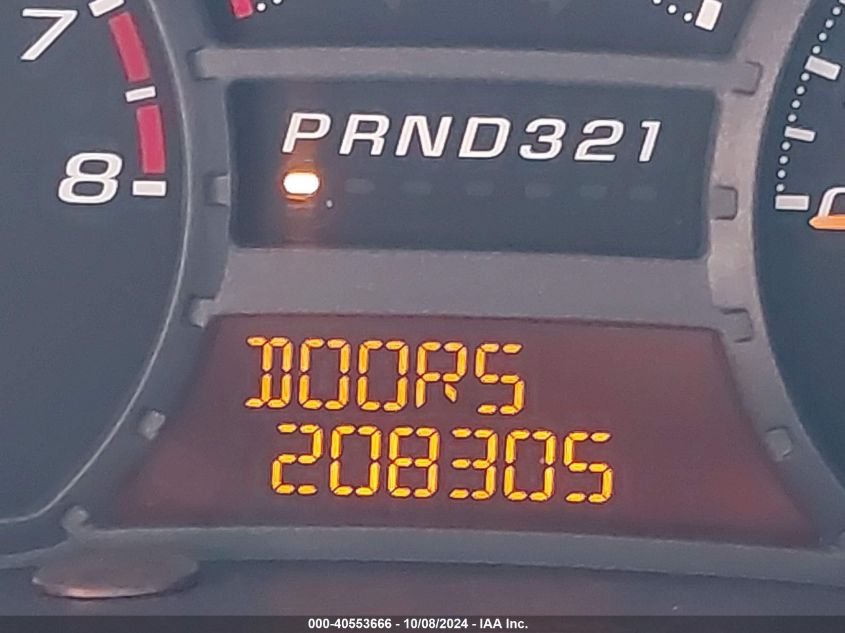 7
8
PRND321
DOORS
208305
000-40553666 - 10/08/2024 - IAA Inc.